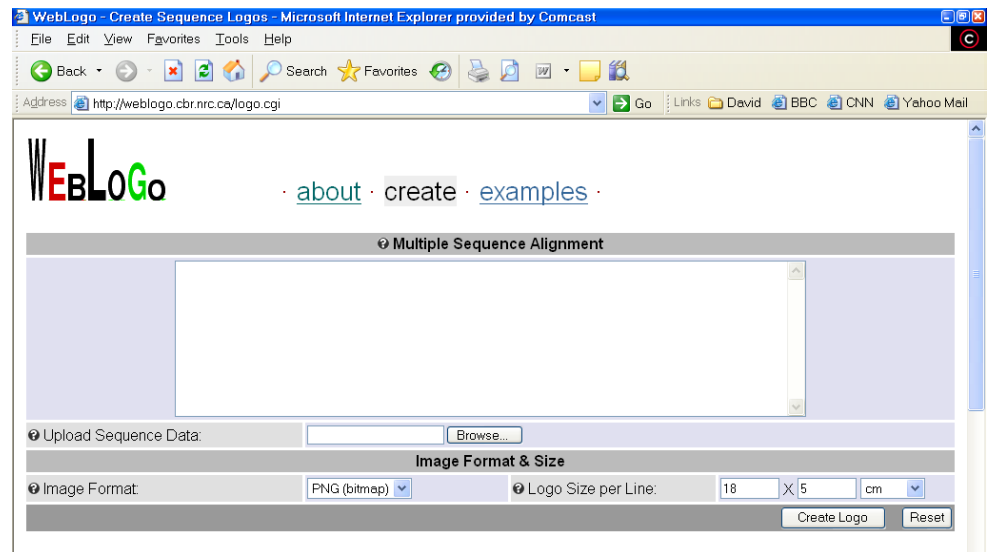 WebLogo - Create Sequence Logos - Microsoft Internet Explorer provided by Comcast
File Edit View Favorites Tools Help
Back Search Favorites
Address http://weblogo.cbr.nrc.ca/logo.cgi Go Links David BBC CNN Yahoo Mail
WEBLOGO
· about · create · examples ·
Multiple Sequence Alignment
Upload Sequence Data: Browse...
Image Format & Size
Image Format: PNG (bitmap) Logo Size per Line: 18 X 5 cm
Create Logo Reset